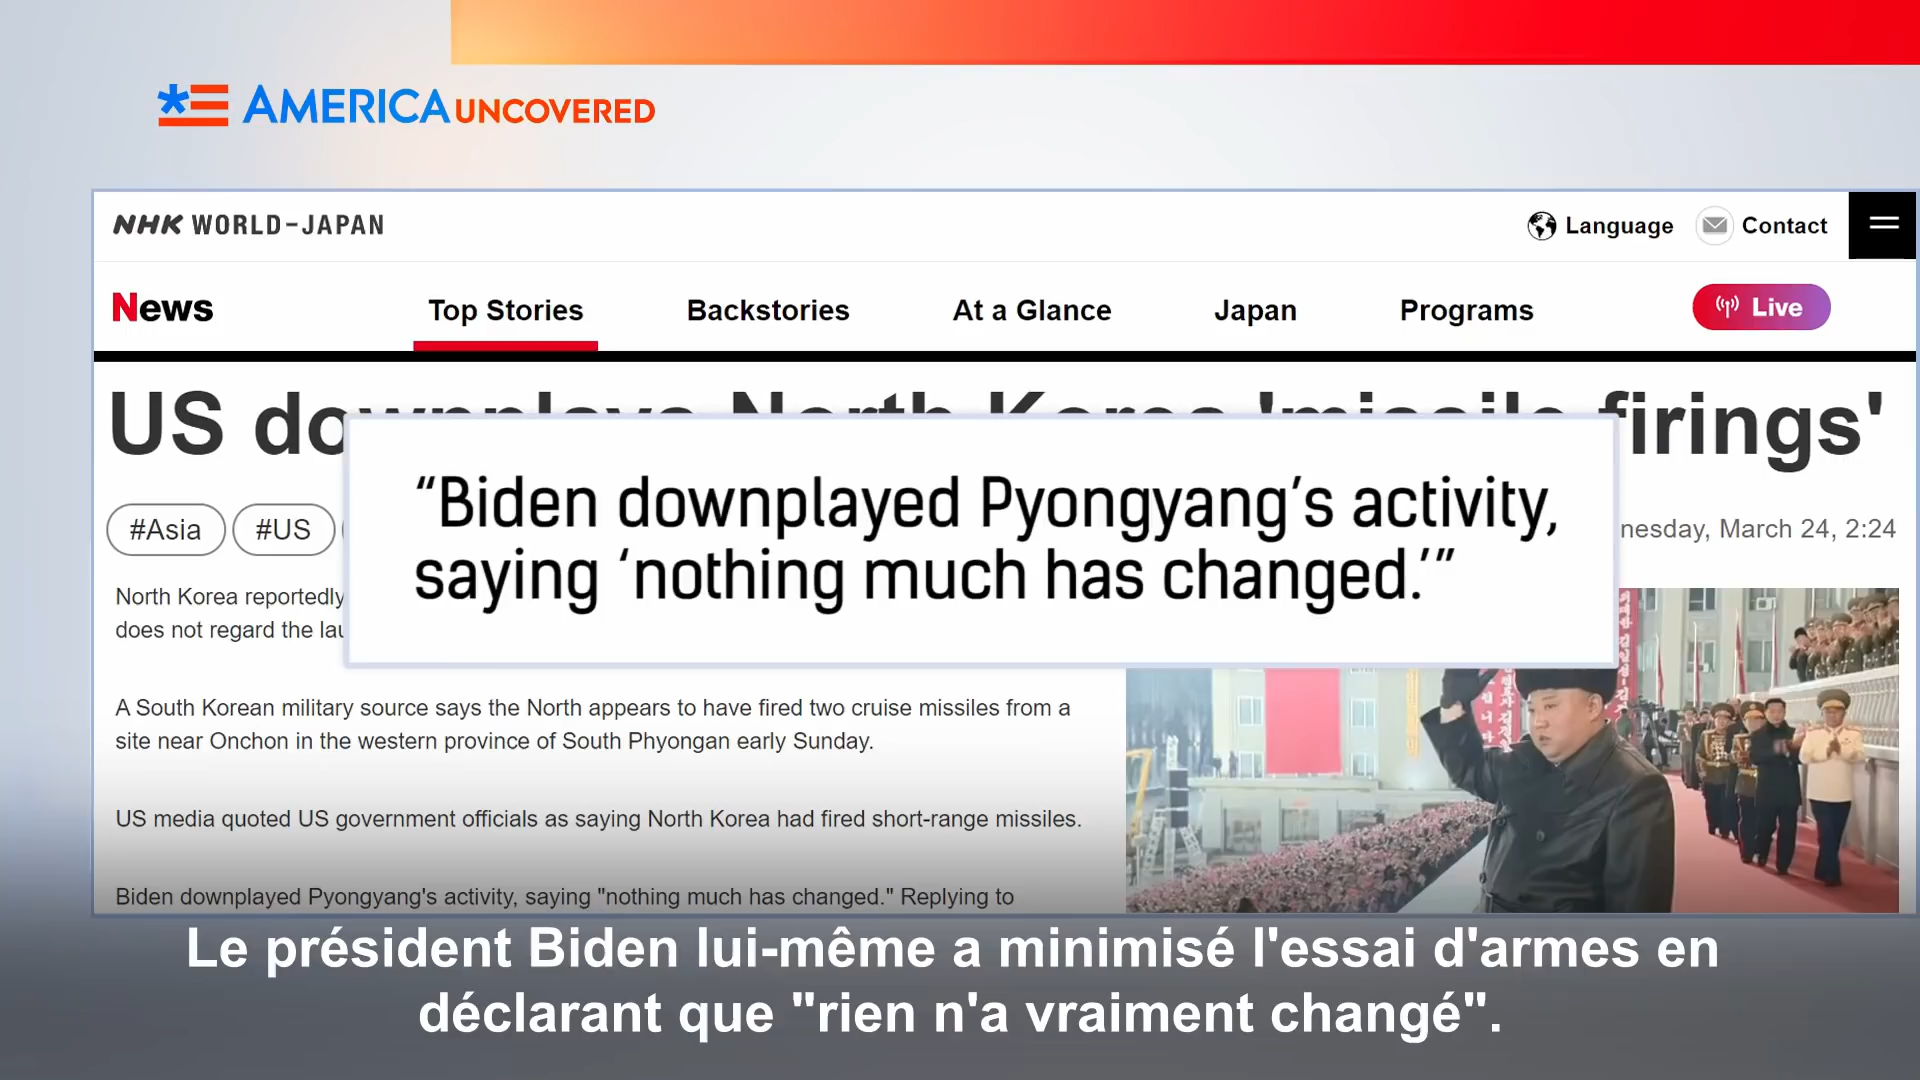 AMERICA UNCOVERED
NHK WORLD-JAPAN
Language
Contact
News
Top Stories
Backstories
At a Glance
Japan
Programs
Live
US downplays North Korea 'missile firings'
“Biden downplayed Pyongyang’s activity,
saying ‘nothing much has changed.’”
#Asia
#US
March 24, 2:24
North Korea reportedly
does not regard the
A South Korean military source says the North appears to have fired two cruise missiles from a
site near Onchon in the western province of South Phyongan early Sunday.
US media quoted US government officials as saying North Korea had fired short-range missiles.
Biden downplayed Pyongyang's activity, saying "nothing much has changed." Replying to
Le président Biden lui-même a minimisé l'essai d'armes en
déclarant que "rien n'a vraiment changé".